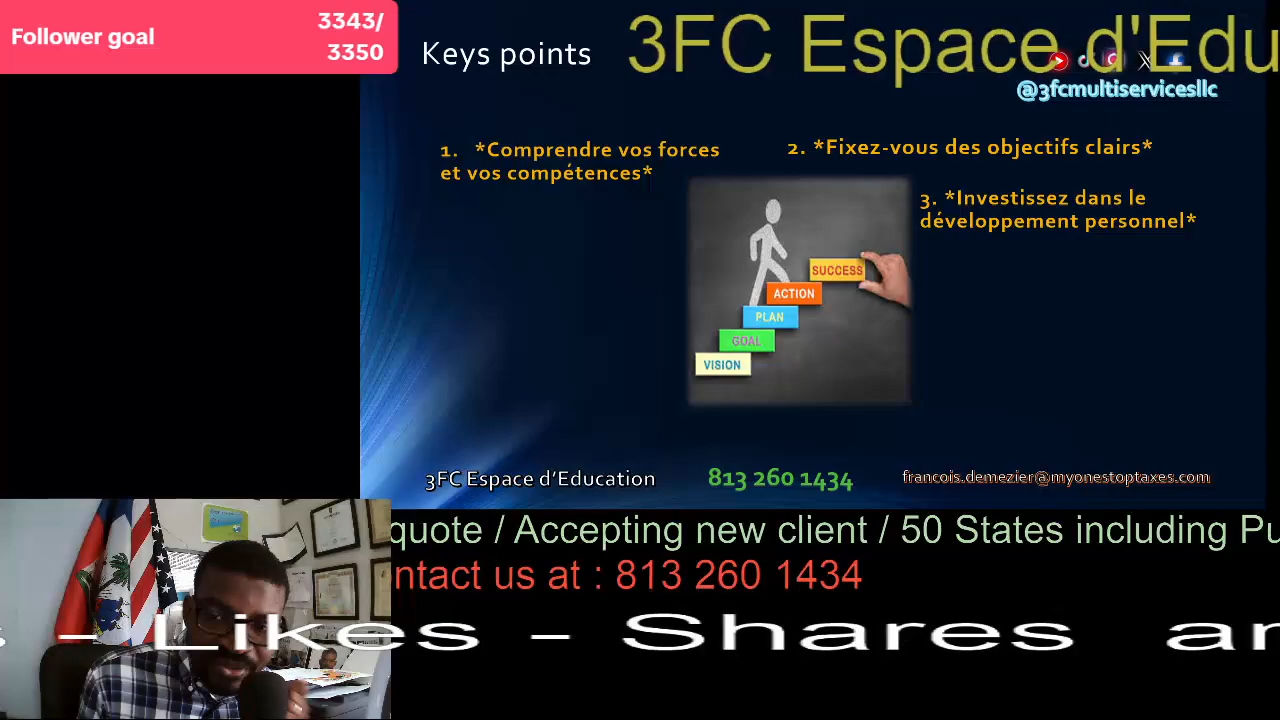 Follower goal
3343/
3350
Keys points
3FC Espace d'Edu
@3fcmultiservicesllc
1. *Comprendre vos forces
et vos compétences*
2. *Fixez-vous des objectifs clairs*
3. *Investissez dans le
développement personnel*
SUCCESS
ACTION
PLAN
GOAL
VISION
3FC Espace d'Education
813 260 1434
francois.demezier@myonestoptaxes.com
quote / Accepting new client / 50 States including Pu
ntact us at : 813 260 1434
s - Likes - Shares an